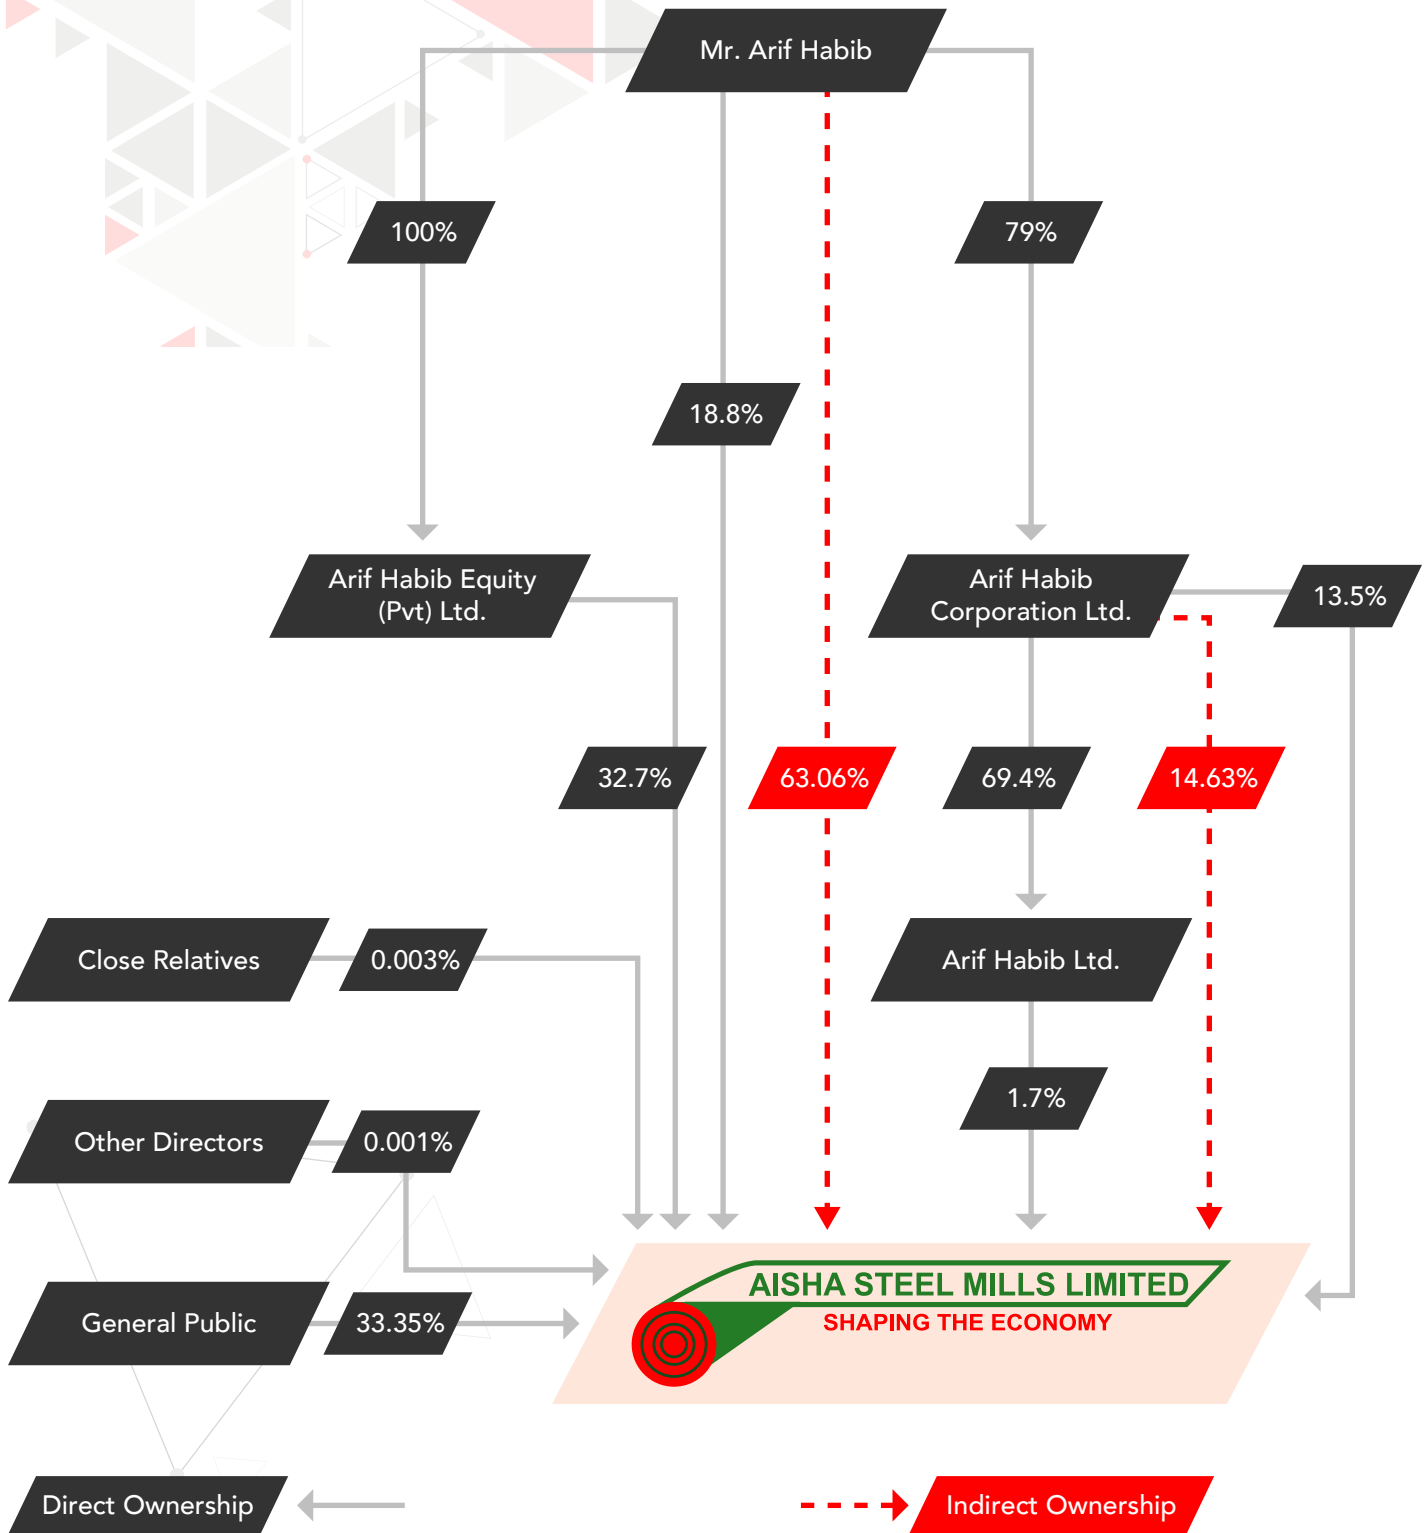 Mr. Arif Habib
100%
79%
18.8%
Arif Habib Equity
(Pvt) Ltd.
Arif Habib
Corporation Ltd.
13.5%
32.7%
63.06%
69.4%
14.63%
Close Relatives
0.003%
Arif Habib Ltd.
1.7%
Other Directors
0.001%
General Public
33.35%
AISHA STEEL MILLS LIMITED
SHAPING THE ECONOMY
Direct Ownership
Indirect Ownership